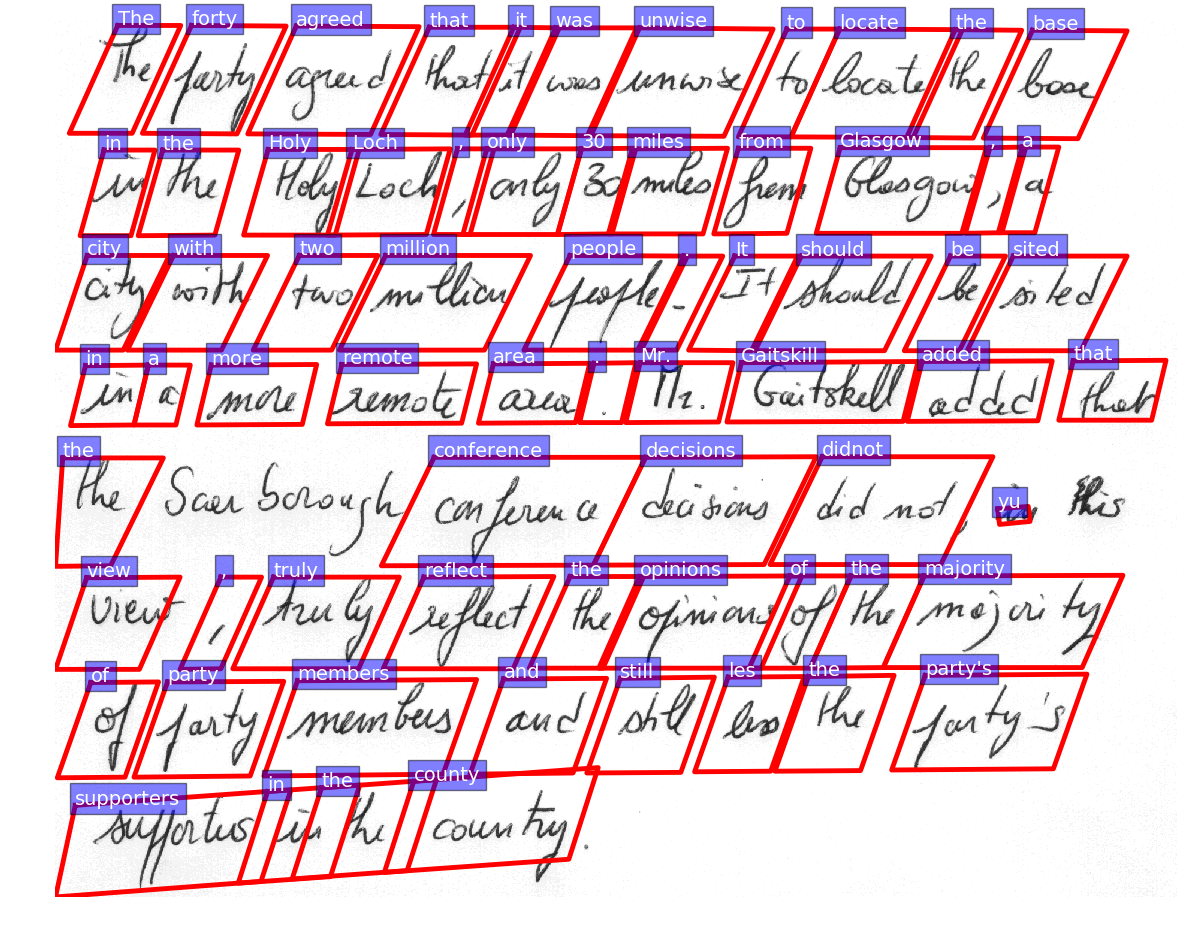 The forty agreed that it was unwise to locate the base
The party agreed that it was unwise to locate the base
in the Holy Loch , only 30 miles from Glasgow , a
in the Holy Loch, only 30 miles from Glasgow, a
city with two million people . It should be sited
city with two million people - It should be sited
in a more remote area . Mr. Gaitskell added that
in a more remote area. Mr. Gaitskell added that
the conference decisions didnot yu
the Scarborough conference decisions did not, in this
view , truly reflect the opinions of the majority
view, truly reflect the opinions of the majority
of party members and still les the party's
of party members and still less the party's
supporters in the county
supporters in the country.